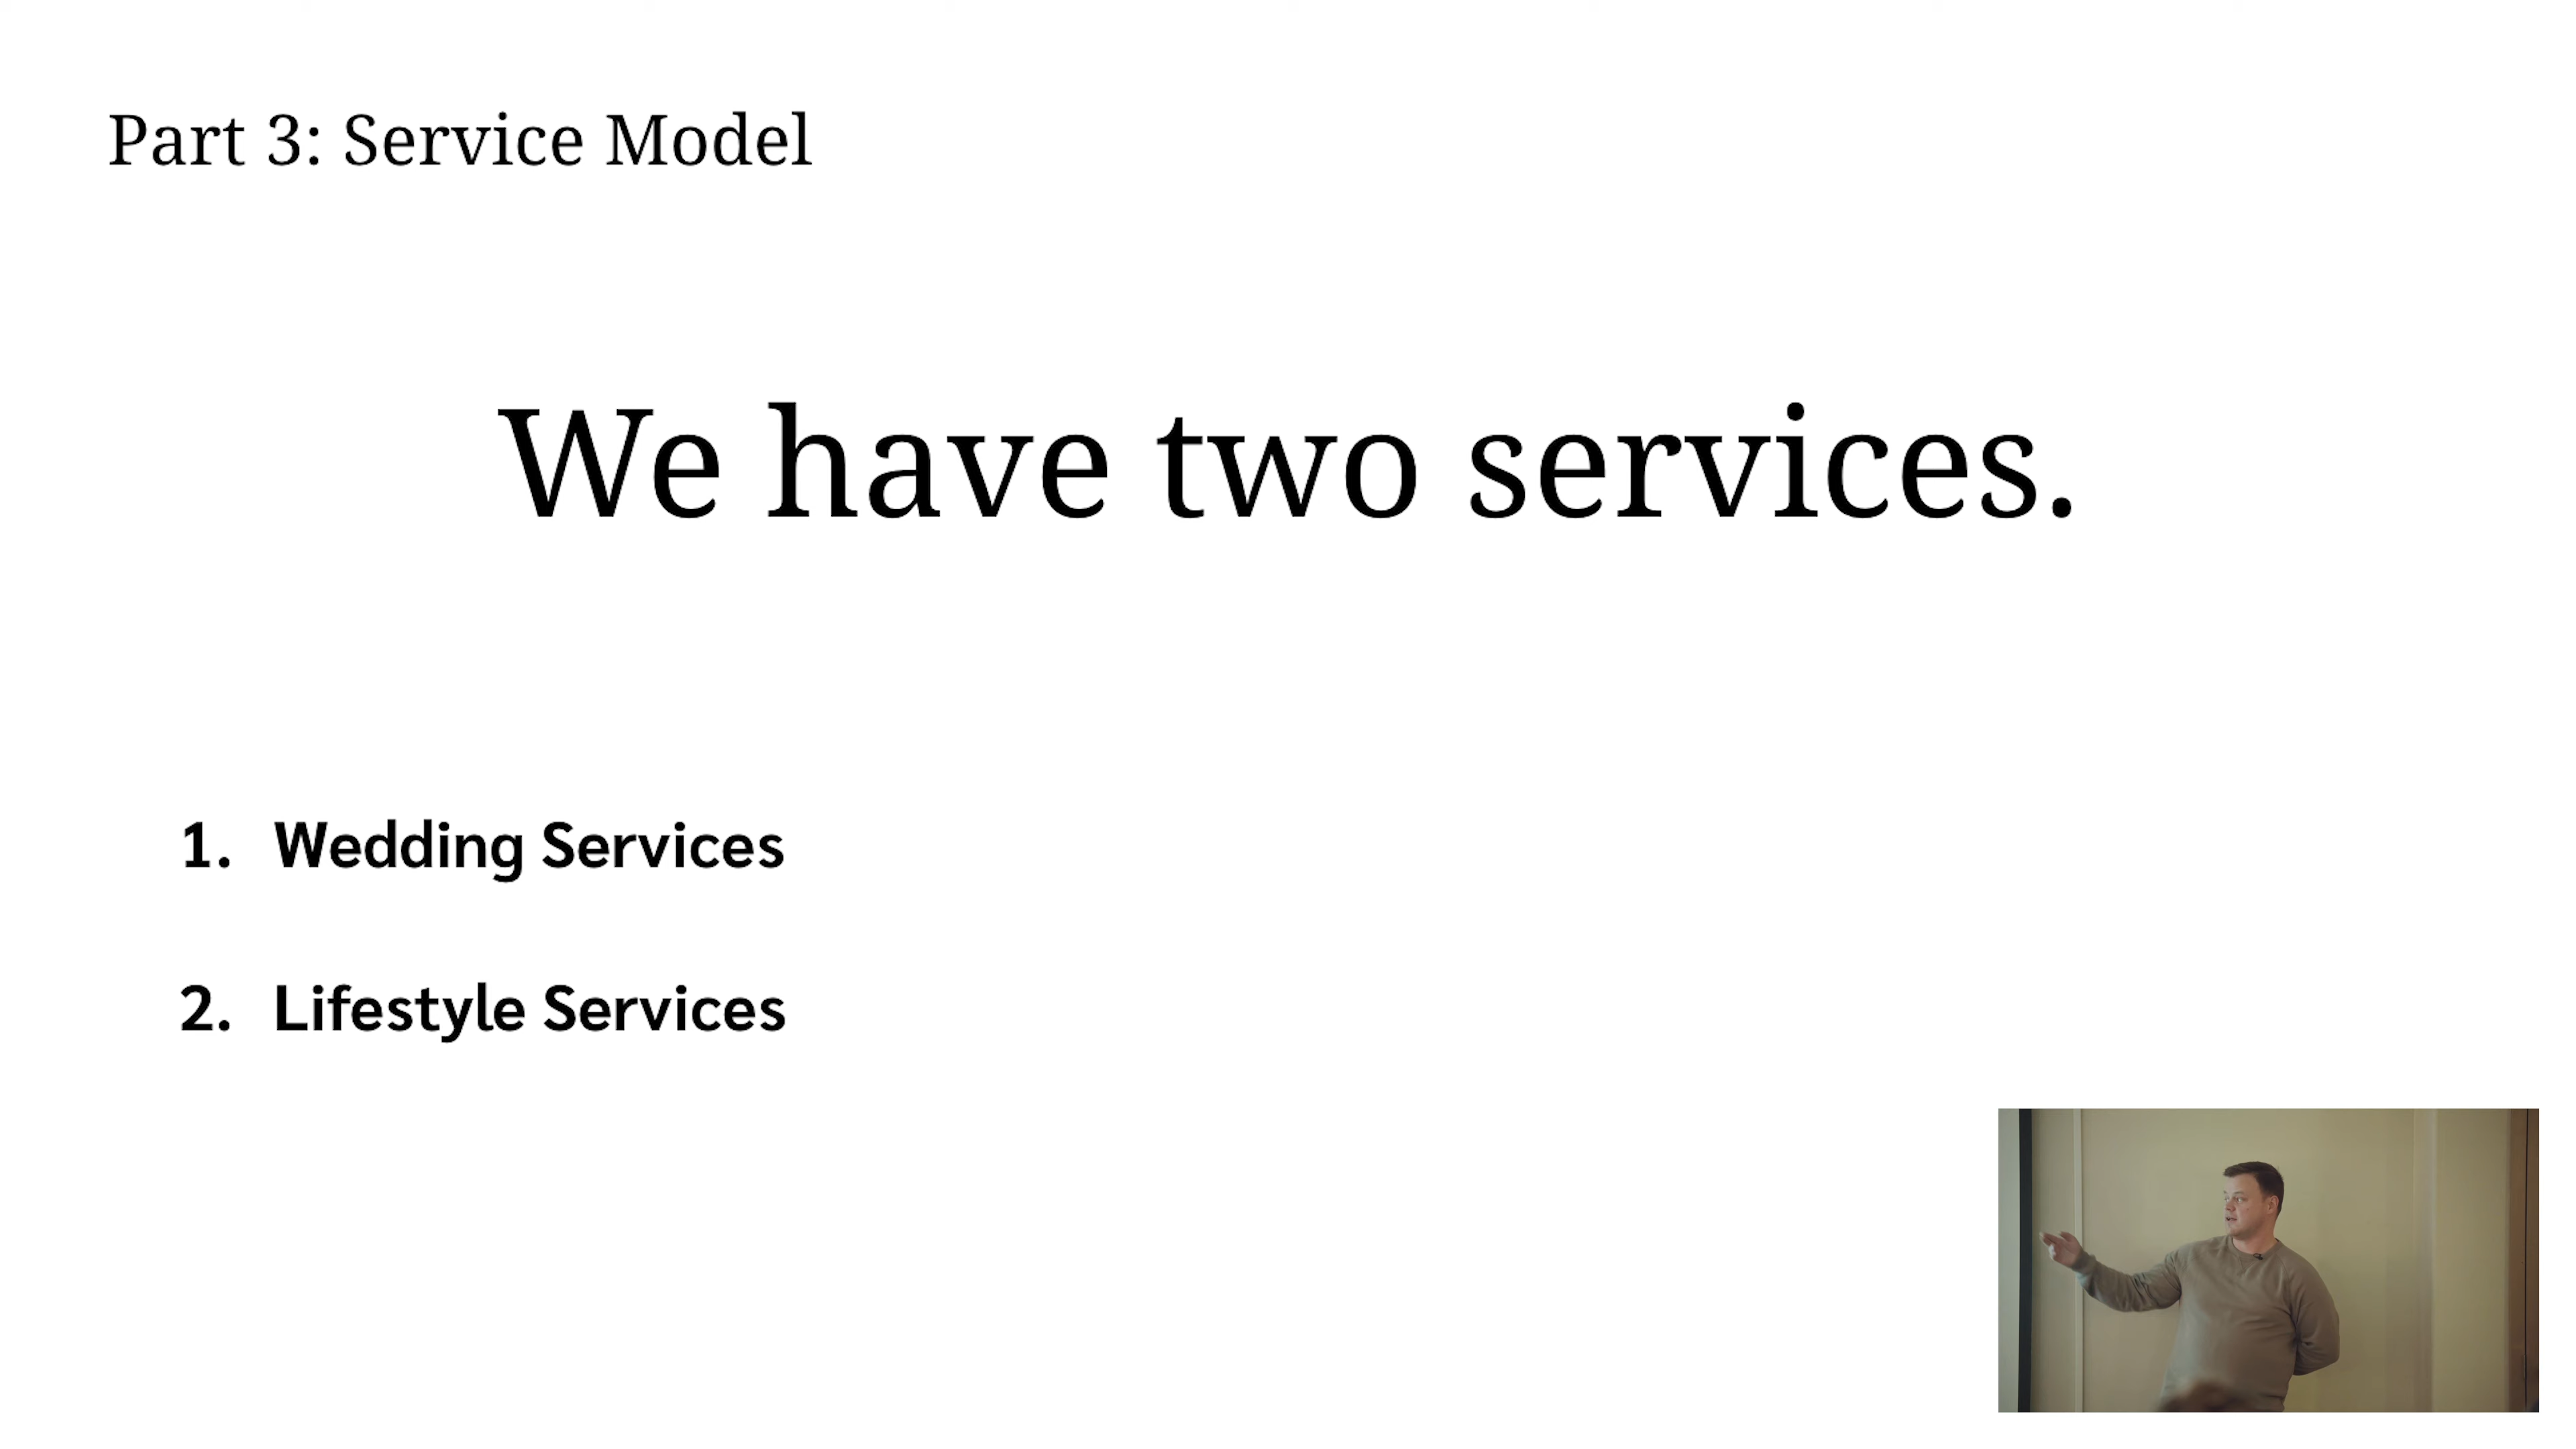 Part 3: Service Model
We have two services.
1. Wedding Services
2. Lifestyle Services